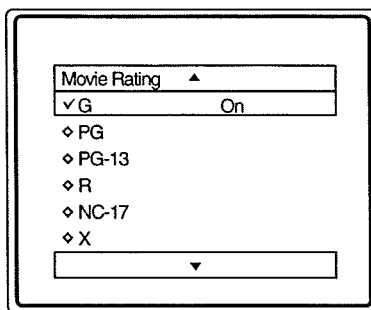 Movie Rating ▲
✓G On
◇ PG
◇ PG-13
◇ R
◇ NC-17
◇ X
▼